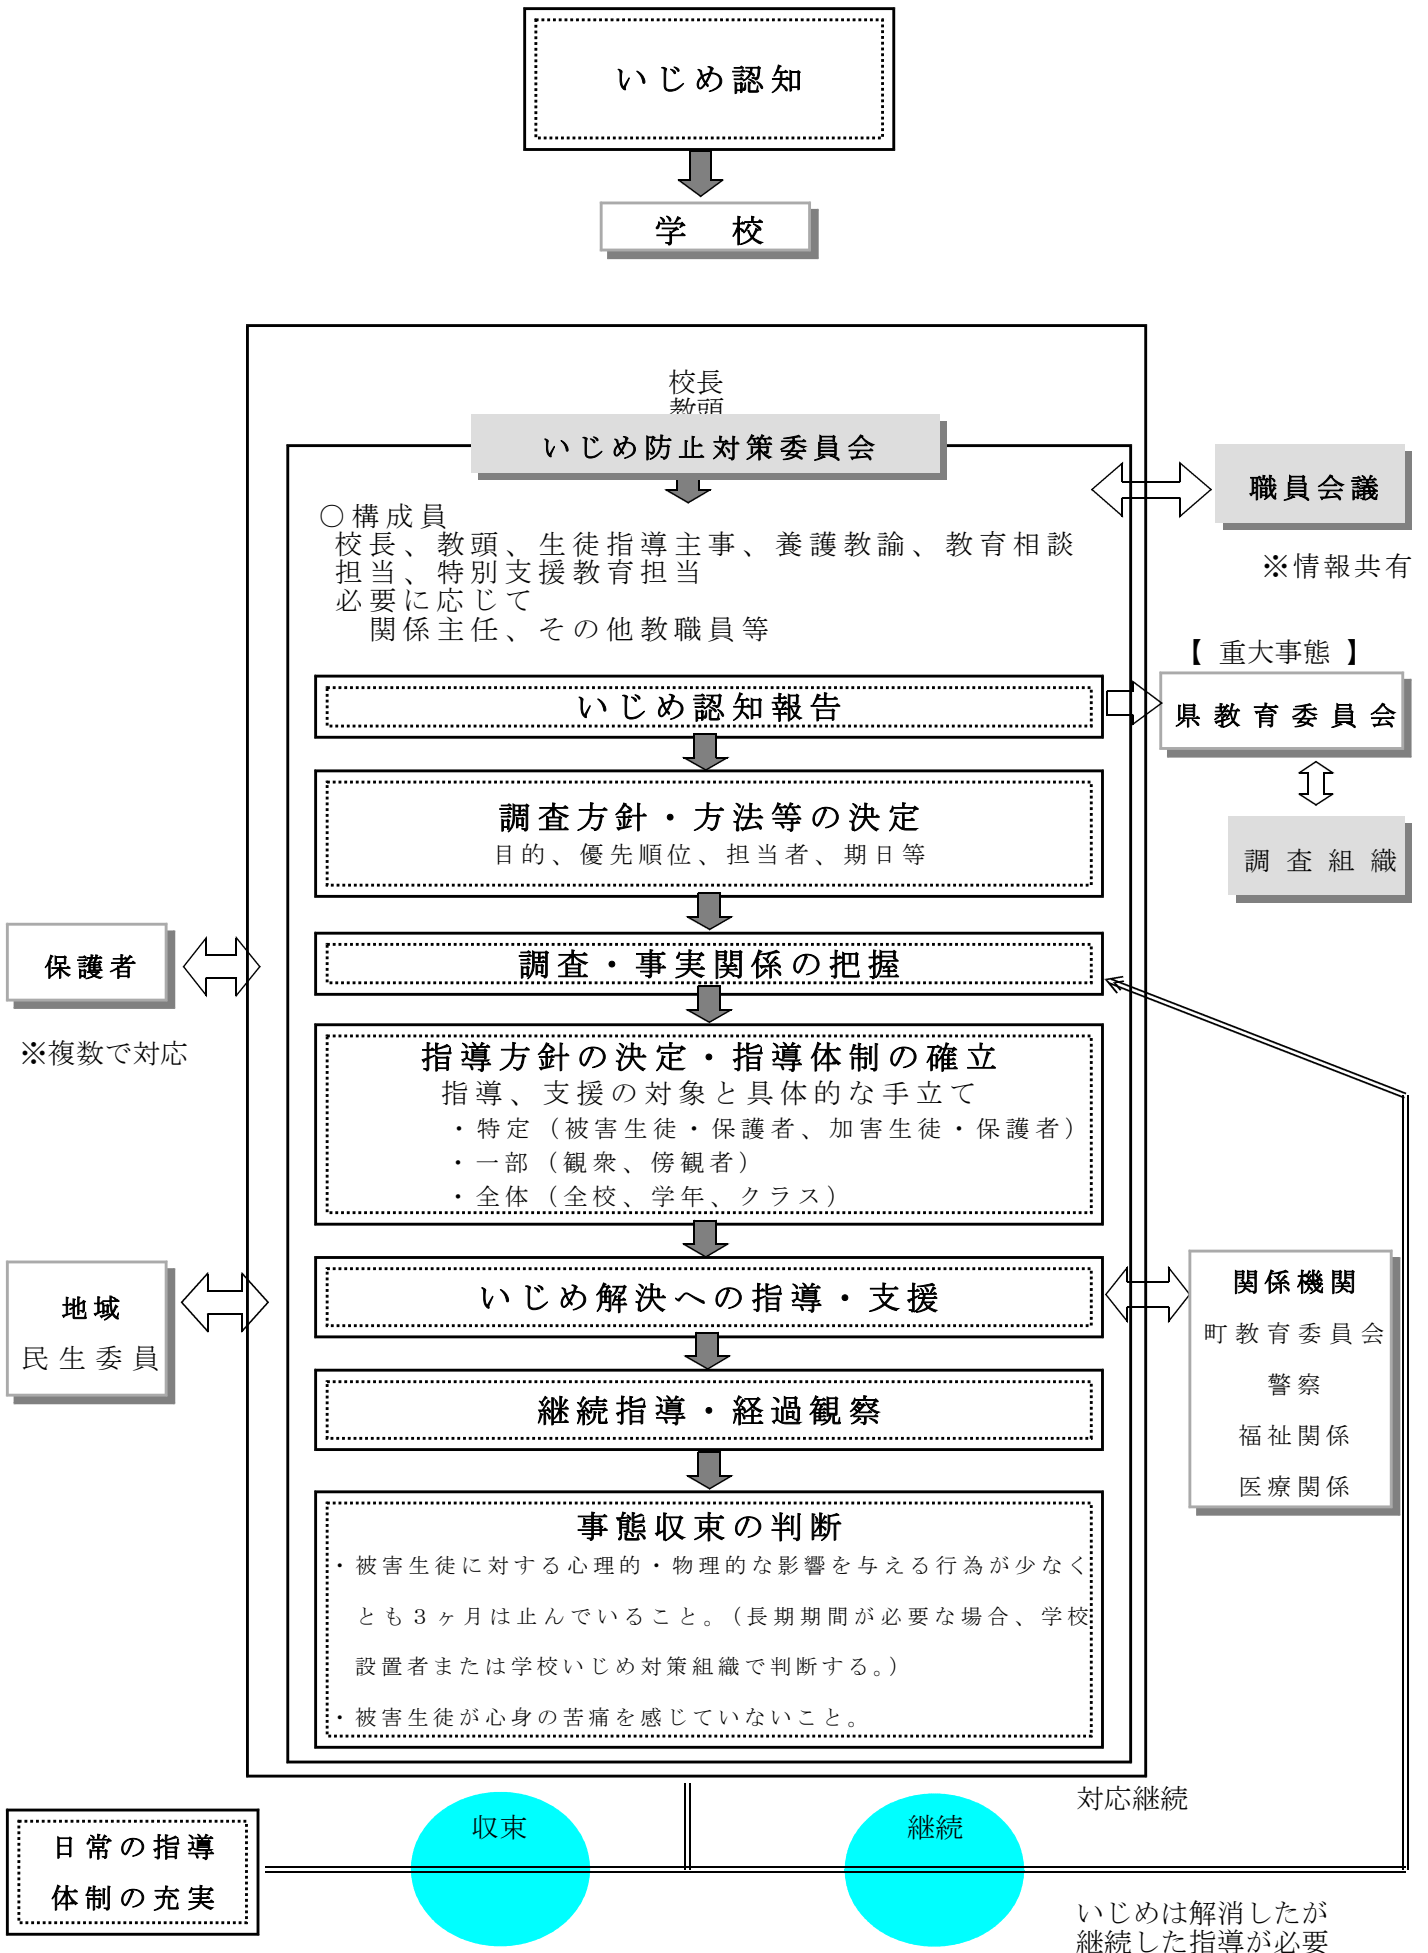 いじめ認知
学　校
校長
教頭
いじめ防止対策委員会
職員会議
※情報共有
〇構成員
校長、教頭、生徒指導主事、養護教諭、教育相談
担当、特別支援教育担当
必要に応じて
関係主任、その他教職員等
【 重大事態 】
いじめ認知報告
県教育委員会
調査方針・方法等の決定
目的、優先順位、担当者、期日等
調査組織
保護者
※複数で対応
調査・事実関係の把握
指導方針の決定・指導体制の確立
指導、支援の対象と具体的な手立て
・特定（被害生徒・保護者、加害生徒・保護者）
・一部（観衆、傍観者）
・全体（全校、学年、クラス）
地域
民生委員
いじめ解決への指導・支援
関係機関
町教育委員会
警察
福祉関係
医療関係
継続指導・経過観察
事態収束の判断
・被害生徒に対する心理的・物理的な影響を与える行為が少なく
とも３ヶ月は止んでいること。（長期期間が必要な場合、学校
設置者または学校いじめ対策組織で判断する。）
・被害生徒が心身の苦痛を感じていないこと。
対応継続
収束
継続
日常の指導
体制の充実
いじめは解消したが
継続した指導が必要